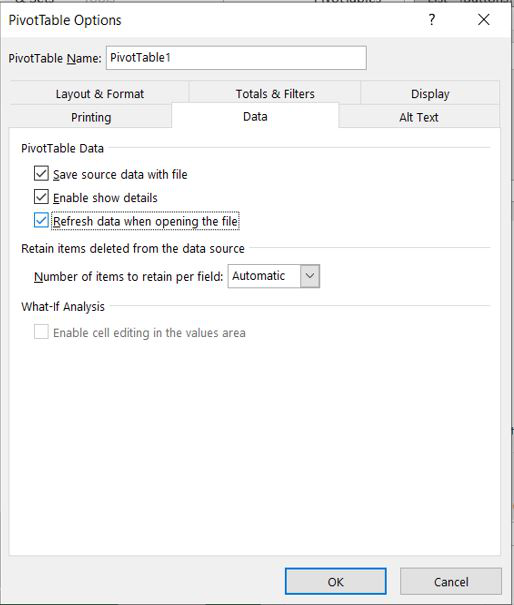 PivotTable Options ?
PivotTable Name: PivotTable1
Layout & Format Totals & Filters Display
Printing Data Alt Text
PivotTable Data
Save source data with file
Enable show details
Refresh data when opening the file
Retain items deleted from the data source
Number of items to retain per field: Automatic
What-If Analysis
Enable cell editing in the values area
OK Cancel